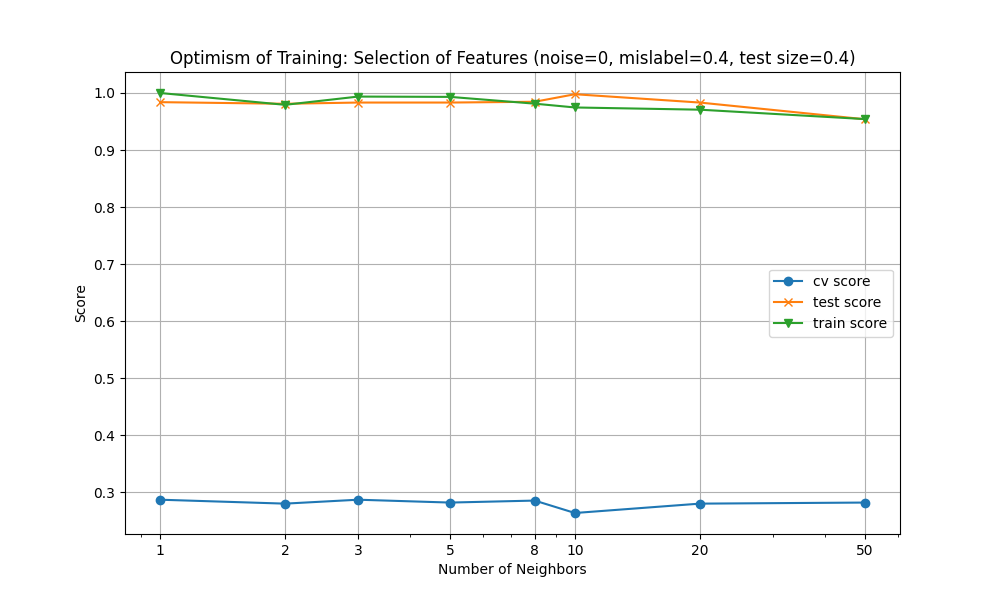 Optimism of Training: Selection of Features (noise=0, mislabel=0.4, test size=0.4)
1.0
0.9
0.8
0.7
0.6
0.5
0.4
0.3
Score
cv score
test score
train score
1 2 3 5 8 10 20 50
Number of Neighbors